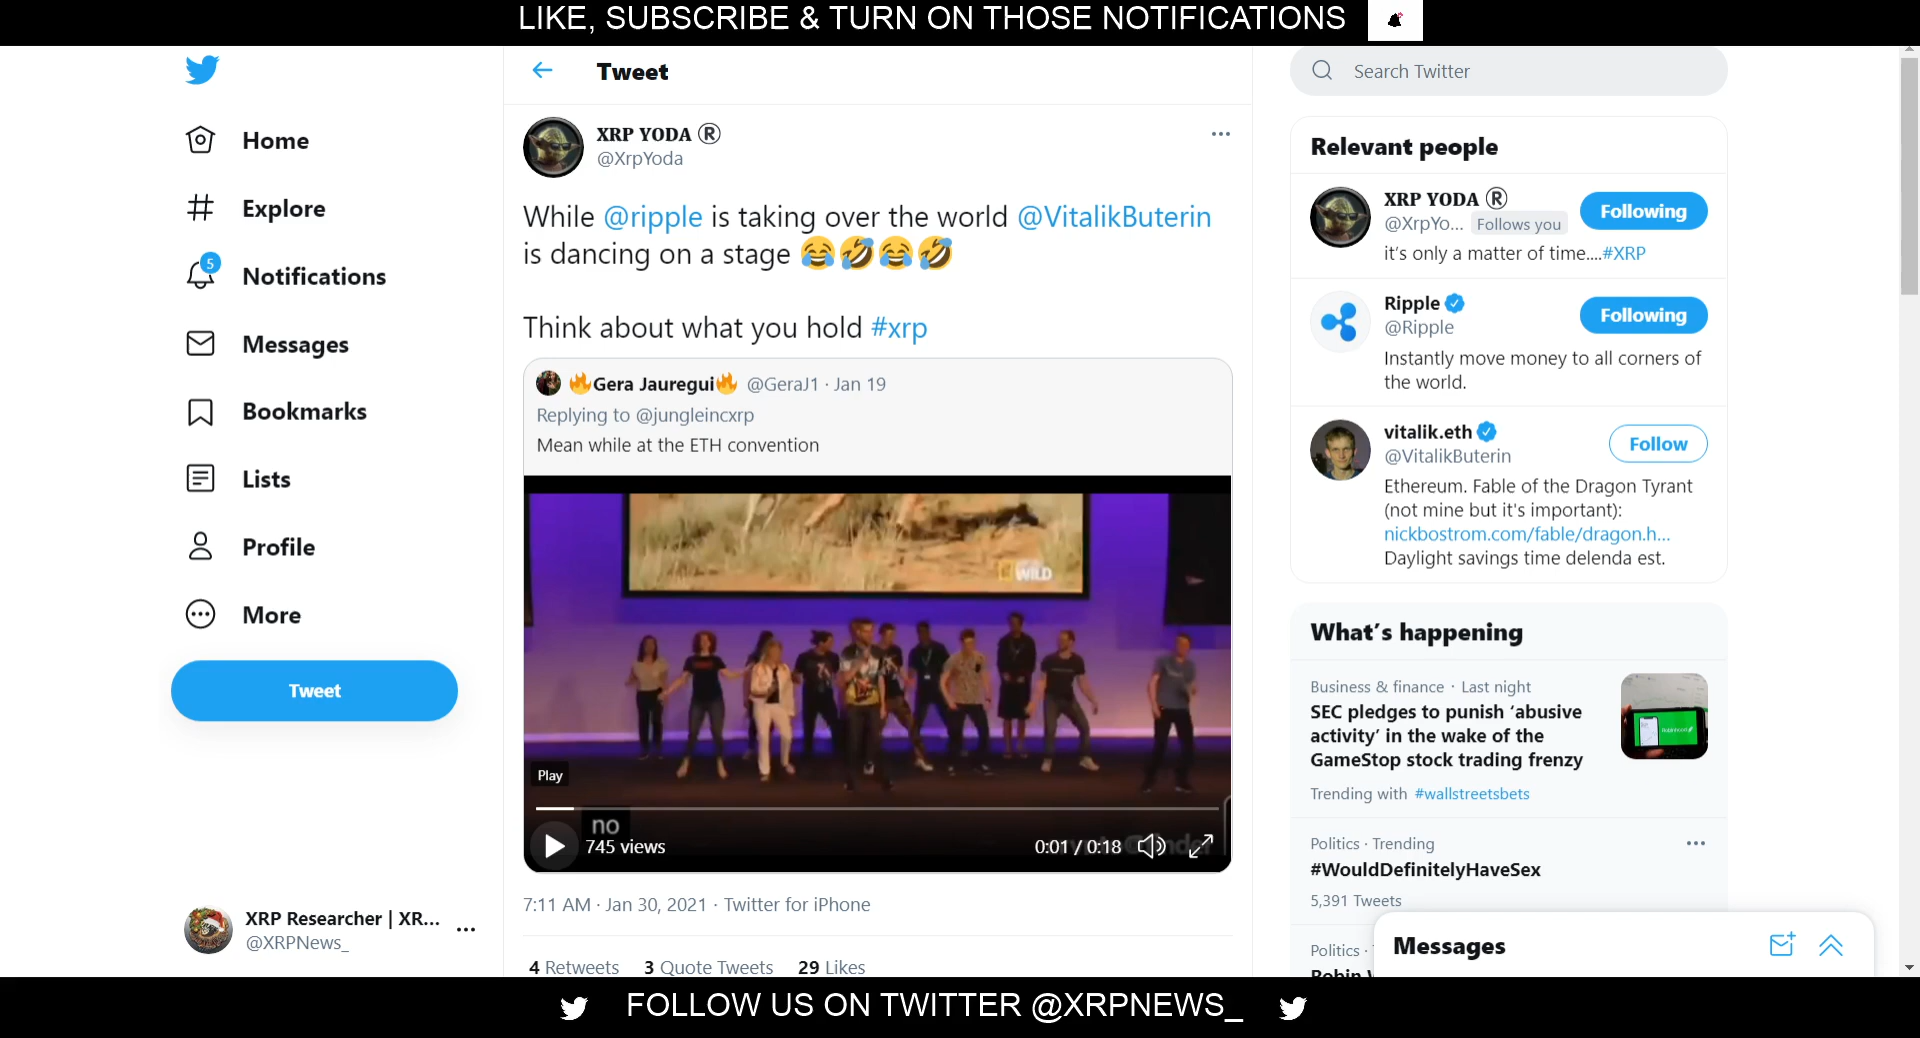 LIKE, SUBSCRIBE & TURN ON THOSE NOTIFICATIONS
Home
Explore
5
Notifications
Messages
Bookmarks
Lists
Profile
More
Tweet
XRP Researcher | XR...
@XRPNews_
Tweet
XRP YODA Ⓡ
@XrpYoda
While @ripple is taking over the world @VitalikButerin
is dancing on a stage 😂🤣😂🤣
Think about what you hold #xrp
🔥Gera Jauregui🔥 @GeraJ1 · Jan 19
Replying to @jungleincxrp
Mean while at the ETH convention
WILD
Play
no
745 views
0:01 / 0:18
7:11 AM · Jan 30, 2021 · Twitter for iPhone
4 Retweets 3 Quote Tweets 29 Likes
Search Twitter
Relevant people
XRP YODA Ⓡ
@XrpYo... Follows you
Following
it's only a matter of time....#XRP
Ripple
@Ripple
Following
Instantly move money to all corners of
the world.
vitalik.eth
@VitalikButerin
Follow
Ethereum. Fable of the Dragon Tyrant
(not mine but it's important):
nickbostrom.com/fable/dragon.h...
Daylight savings time delenda est.
What's happening
Business & finance · Last night
SEC pledges to punish 'abusive
activity' in the wake of the
GameStop stock trading frenzy
Trending with #wallstreetsbets
Politics · Trending
#WouldDefinitelyHaveSex
5,391 Tweets
Politics ·
Messages
FOLLOW US ON TWITTER @XRPNEWS_